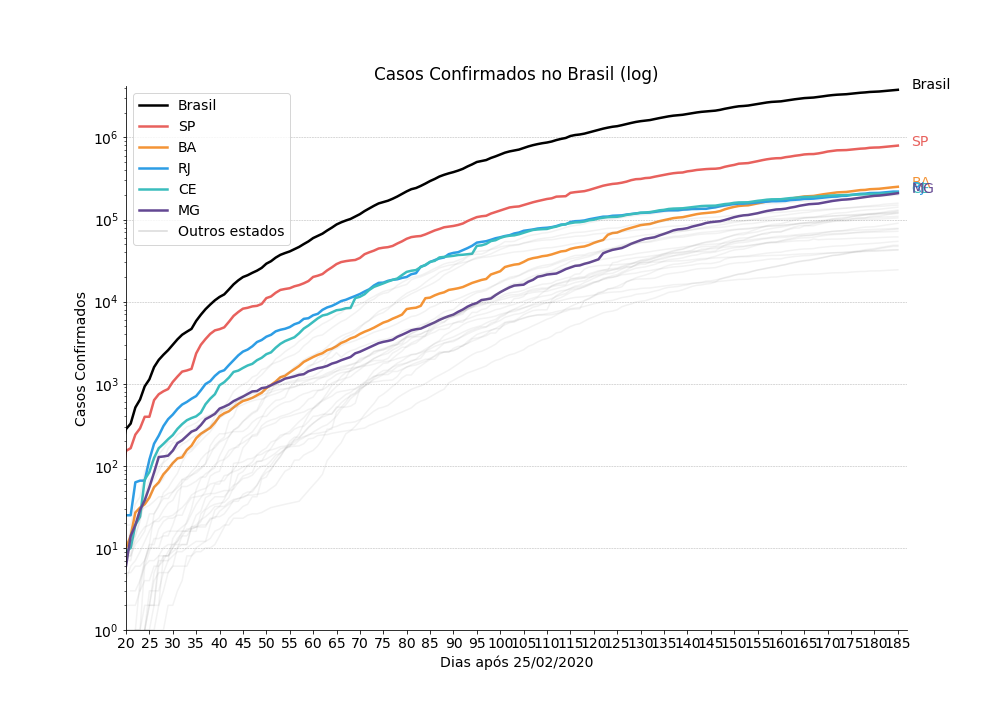 Casos Confirmados no Brasil (log)
Brasil
SP
BA
RJ
CE
MG
Outros estados
Brasil
SP
BA
RJ
MG
Casos Confirmados
10^6
10^5
10^4
10^3
10^2
10^1
10^0
20 25 30 35 40 45 50 55 60 65 70 75 80 85 90 95 100 105 110 115 120 125 130 135 140 145 150 155 160 165 170 175 180 185
Dias após 25/02/2020